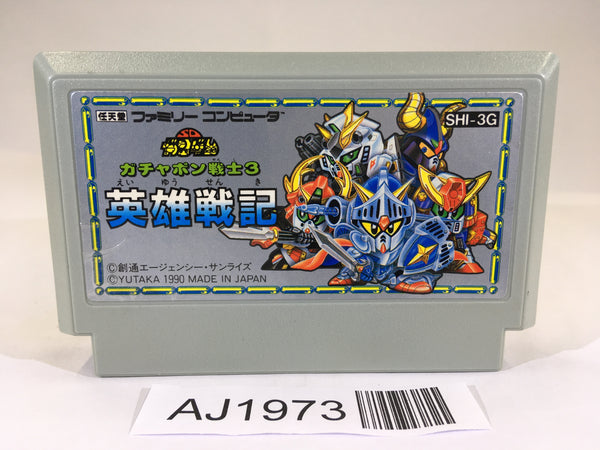 任天堂 ファミリー コンピュータ
SHI-3G
SD
ガチャポン戦士3
えい ゆう せん き
英雄戦記
©創通エージェンシー・サンライズ
©YUTAKA 1990 MADE IN JAPAN
AJ1973